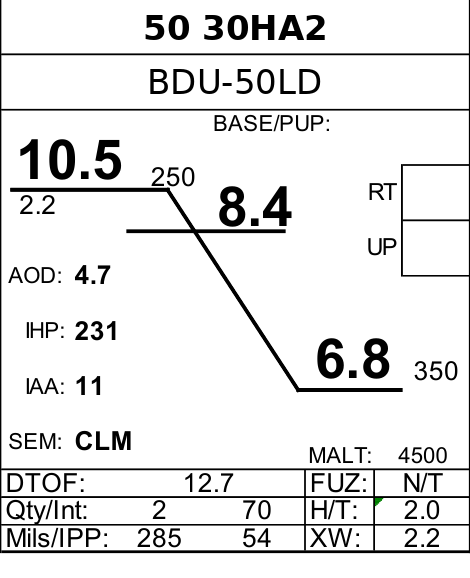 50 30HA2
BDU-50LD
BASE/PUP:
10.5
250
2.2
8.4
RT
UP
AOD: 4.7
IHP: 231
6.8 350
IAA: 11
SEM: CLM
MALT: 4500
DTOF: 12.7 FUZ: N/T
Qty/Int: 2 70 H/T: 2.0
Mils/IPP: 285 54 XW: 2.2